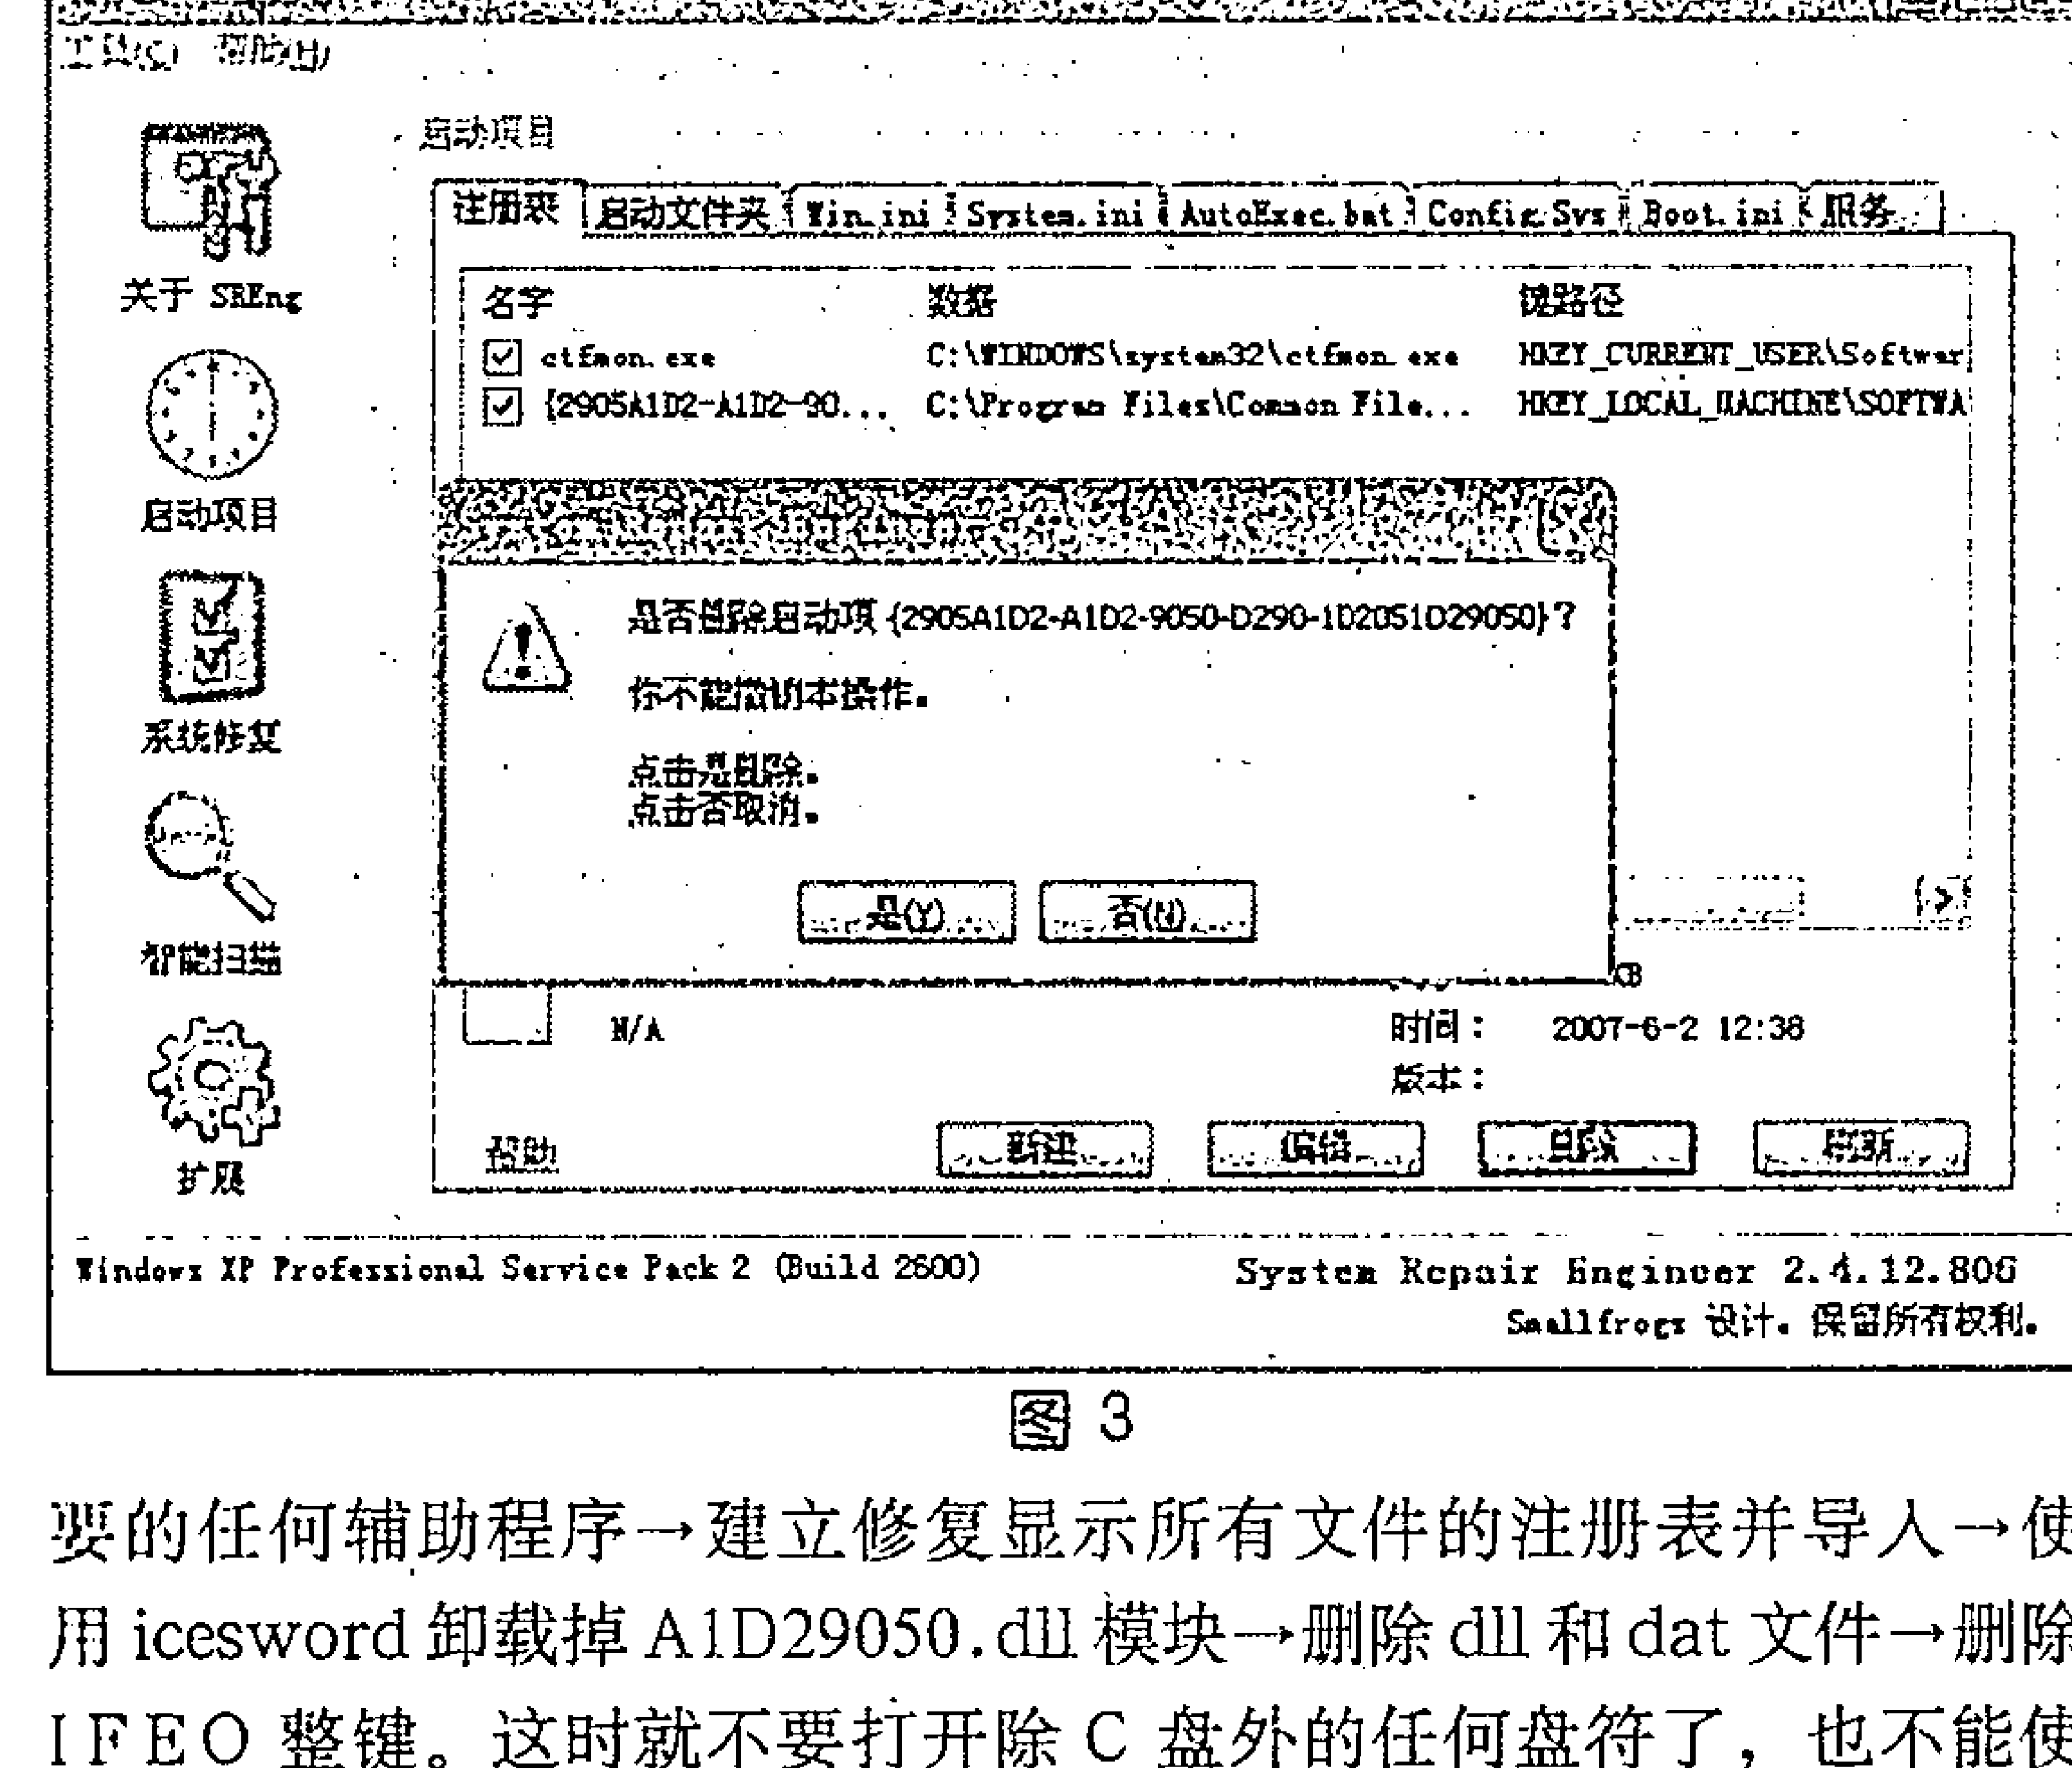 工具(C) 帮助(H)
启动项目
注册表 启动文件夹 Win.ini System.ini AutoExec.bat Config.Sys Boot.ini 服务
关于 SREng
名字 数据 键路径
ctfmon.exe C:\WINDOWS\system32\ctfmon.exe HKEY_CURRENT_USER\Softwar
{2905A1D2-A1D2-90... C:\Program Files\Common File... HKEY_LOCAL_MACHINE\SOFTWA
启动项目
是否删除启动项 {2905A1D2-A1D2-9050-D290-1D2051D29050}?
你不能撤销本操作。
系统修复
点击是删除。
点击否取消。
是(Y) 否(N)
智能扫描
KB
N/A 时间: 2007-6-2 12:38
版本:
扩展
帮助 新建 编辑 删除 刷新
Windows XP Professional Service Pack 2 (Build 2600)
System Repair Engineer 2.4.12.806
Smallfrogs 设计。保留所有权利。
图 3
要的任何辅助程序→建立修复显示所有文件的注册表并导入→使
用 icesword 卸载掉 A1D29050.dll 模块→删除 dll 和 dat 文件→删除
IFEO 整键。这时就不要打开除 C 盘外的任何盘符了，也不能使